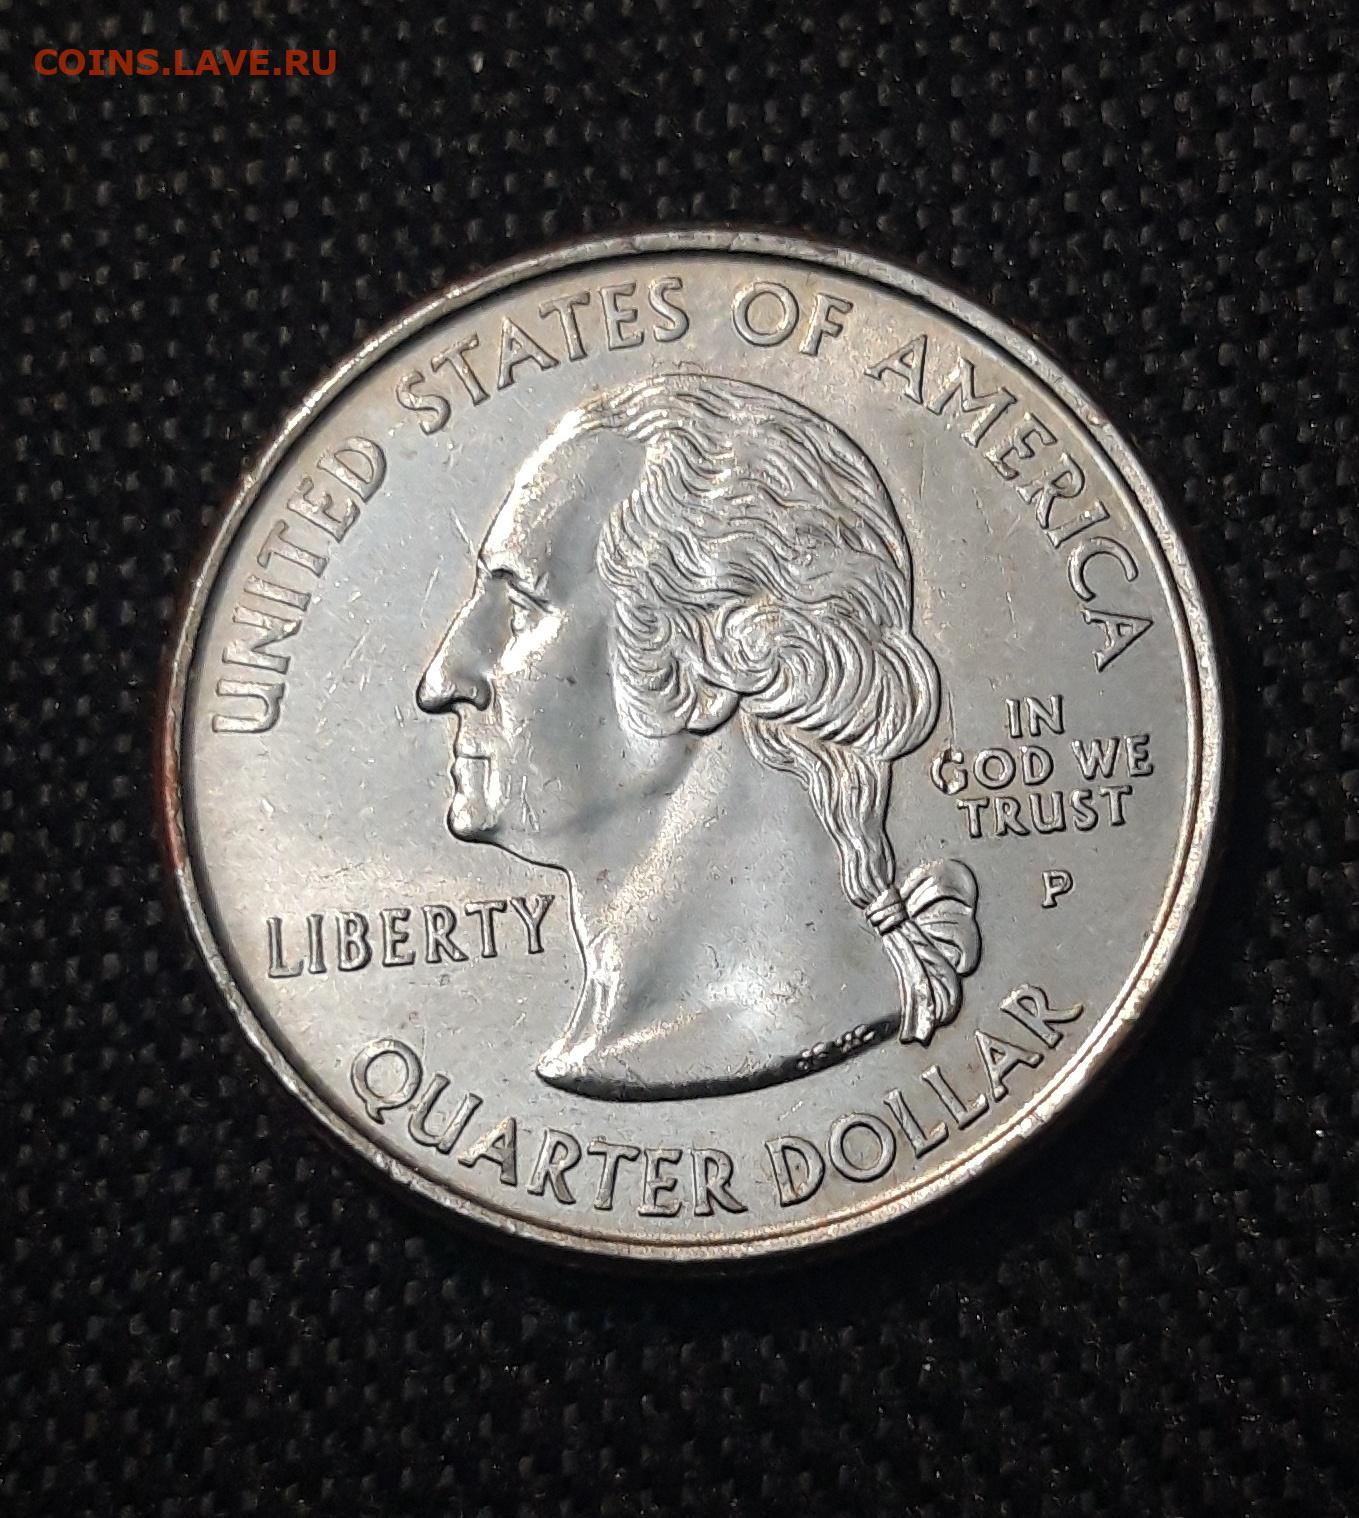 COINS.LAVE.RU
UNITED STATES OF AMERICA
IN
GOD WE
TRUST
P
LIBERTY
QUARTER DOLLAR